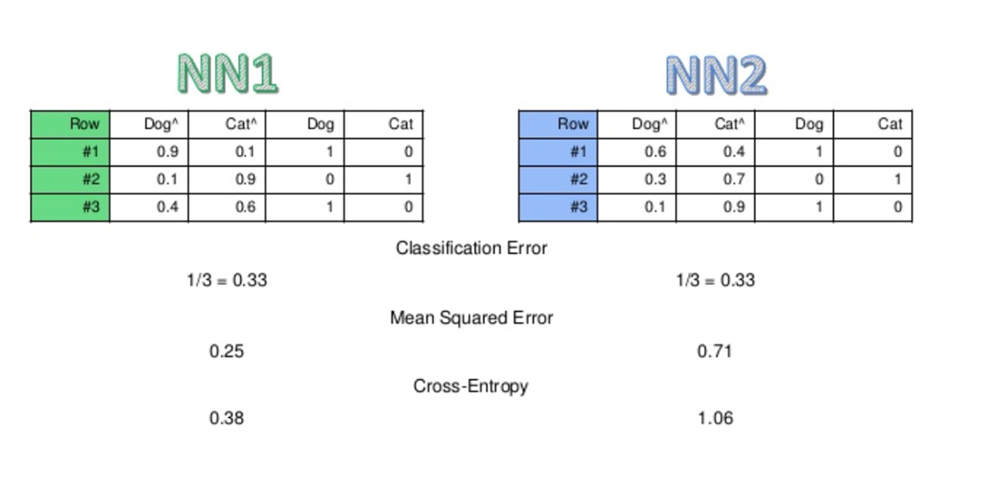 NN1
NN2
Row Dog^ Cat^ Dog Cat
#1 0.9 0.1 1 0
#2 0.1 0.9 0 1
#3 0.4 0.6 1 0
Row Dog^ Cat^ Dog Cat
#1 0.6 0.4 1 0
#2 0.3 0.7 0 1
#3 0.1 0.9 1 0
Classification Error
1/3 = 0.33
1/3 = 0.33
Mean Squared Error
0.25
0.71
Cross-Entropy
0.38
1.06